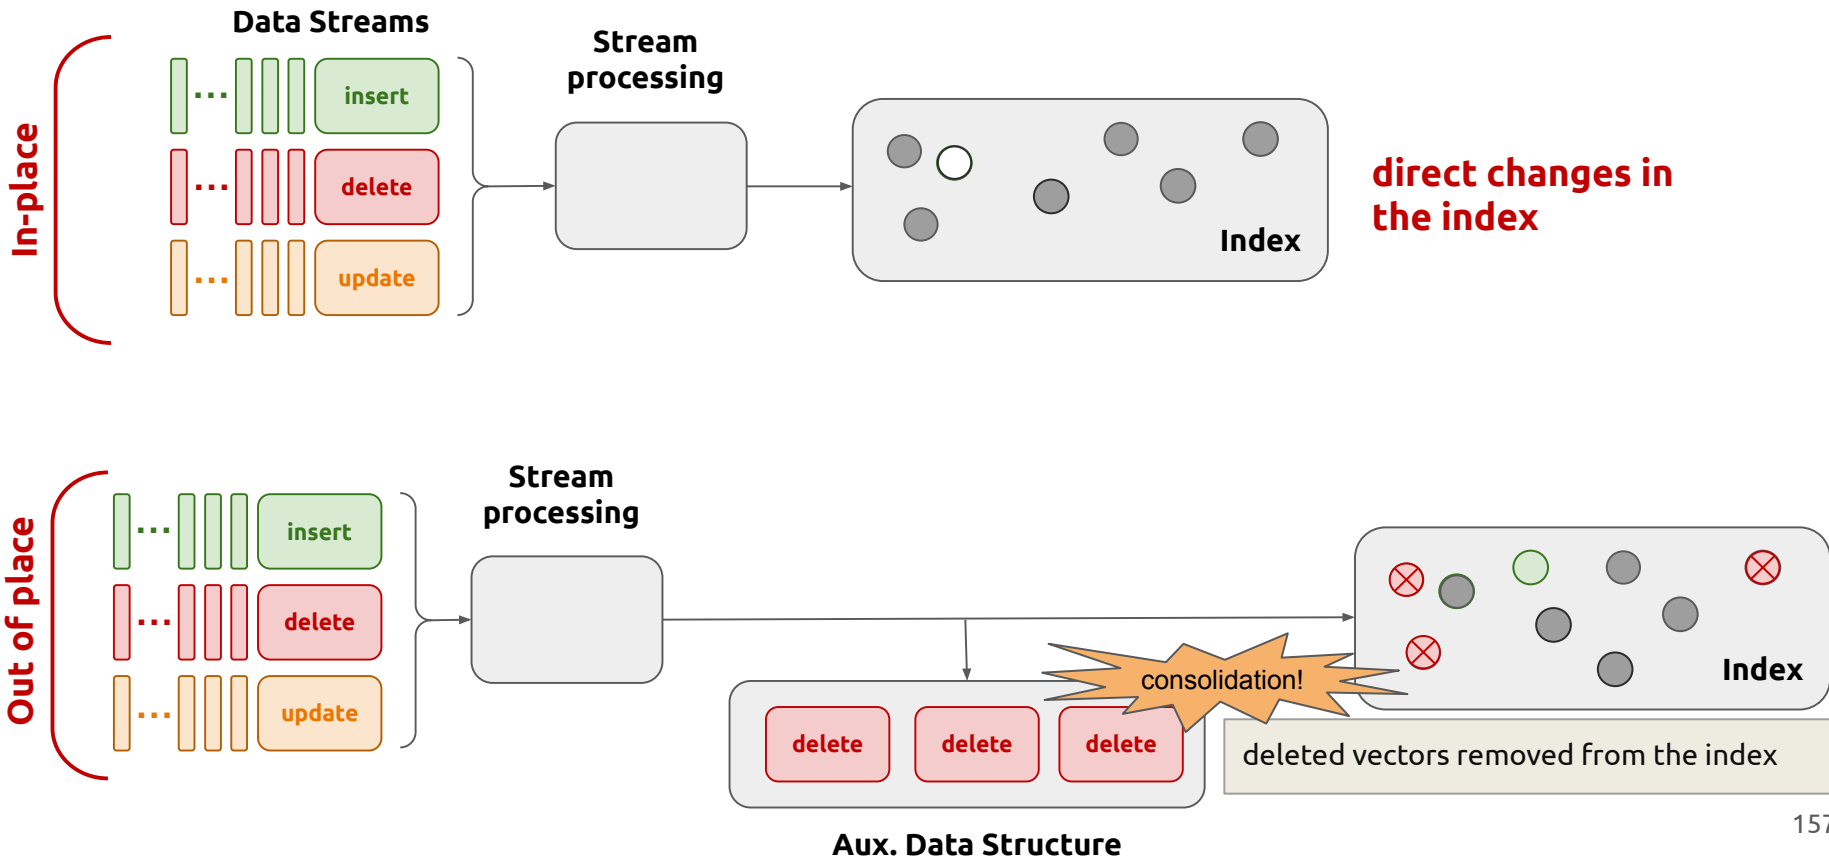 Data Streams
Stream
processing
In-place
... insert
... delete
... update
Index
direct changes in
the index
Stream
processing
Out of place
... insert
... delete
... update
consolidation!
Index
delete delete delete
deleted vectors removed from the index
Aux. Data Structure
157